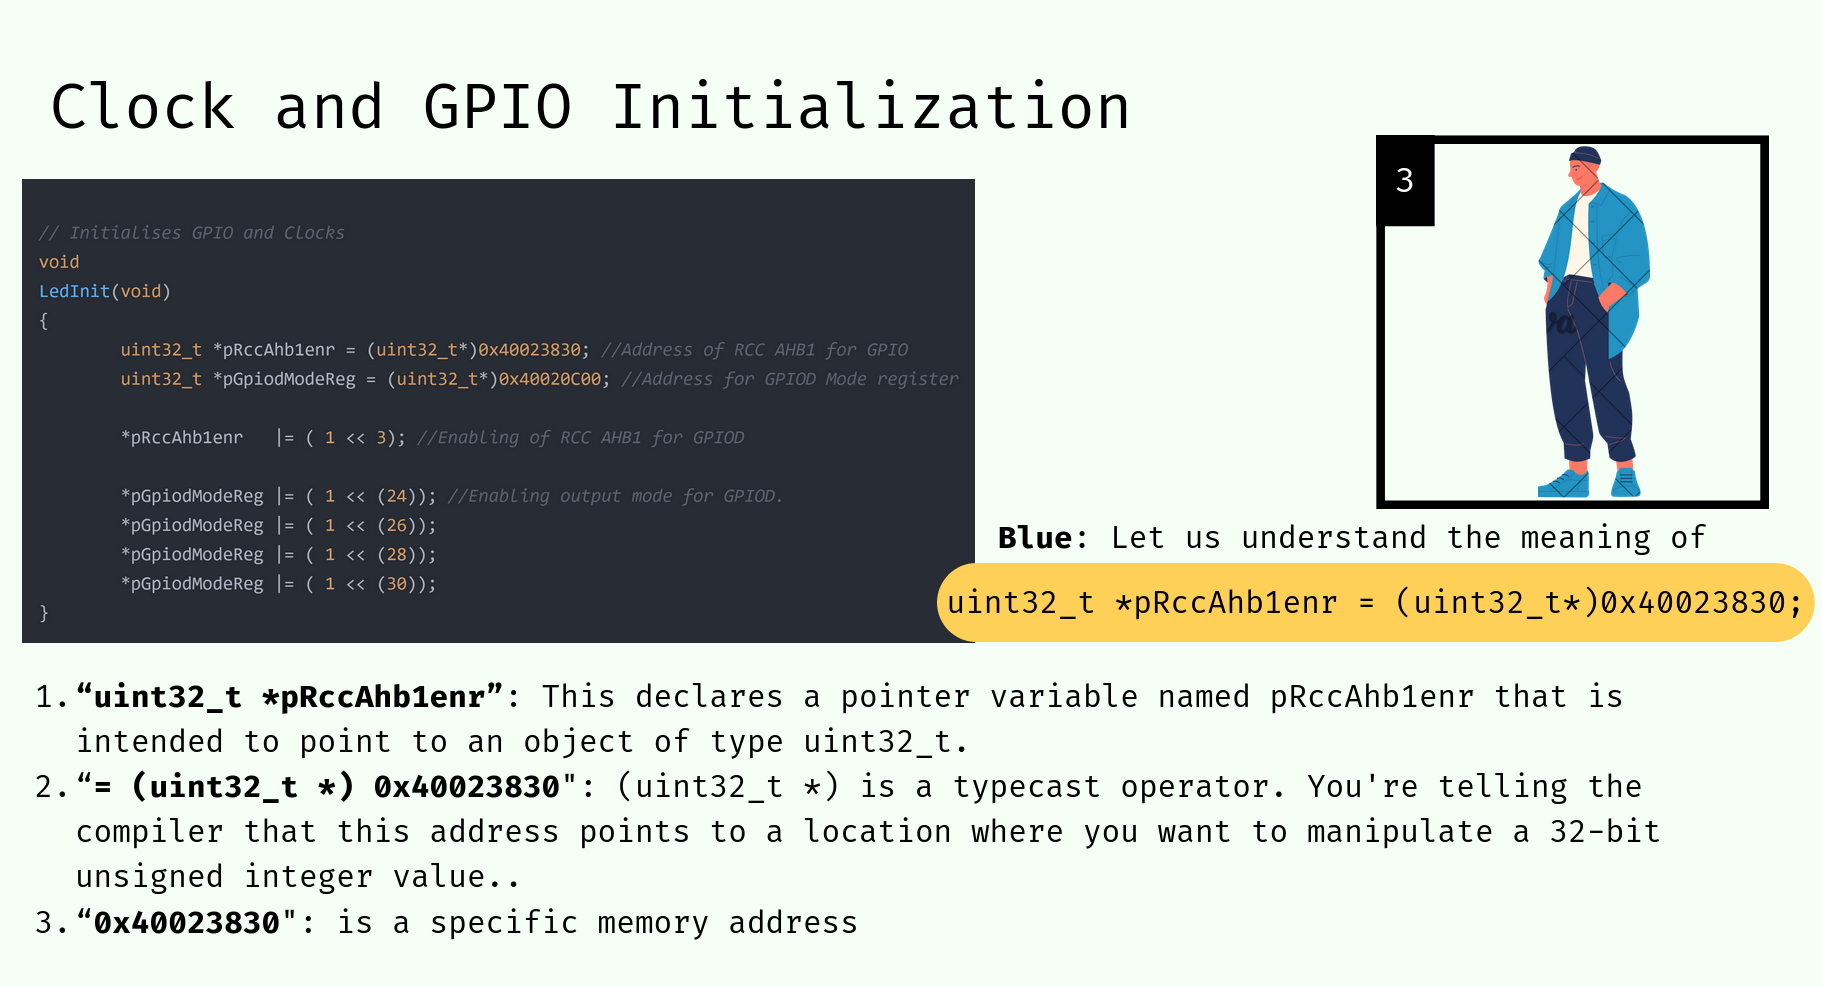 Clock and GPIO Initialization
3
// Initialises GPIO and Clocks
void
LedInit(void)
{
uint32_t *pRccAhb1enr = (uint32_t*)0x40023830; //Address of RCC AHB1 for GPIO
uint32_t *pGpiodModeReg = (uint32_t*)0x40020C00; //Address for GPIOD Mode register
*pRccAhb1enr |= ( 1 << 3); //Enabling of RCC AHB1 for GPIOD
*pGpiodModeReg |= ( 1 << (24)); //Enabling output mode for GPIOD.
*pGpiodModeReg |= ( 1 << (26));
*pGpiodModeReg |= ( 1 << (28));
*pGpiodModeReg |= ( 1 << (30));
}
Blue: Let us understand the meaning of
uint32_t *pRccAhb1enr = (uint32_t*)0x40023830;
1. “uint32_t *pRccAhb1enr”: This declares a pointer variable named pRccAhb1enr that is
intended to point to an object of type uint32_t.
2. “= (uint32_t *) 0x40023830": (uint32_t *) is a typecast operator. You're telling the
compiler that this address points to a location where you want to manipulate a 32-bit
unsigned integer value..
3. “0x40023830": is a specific memory address